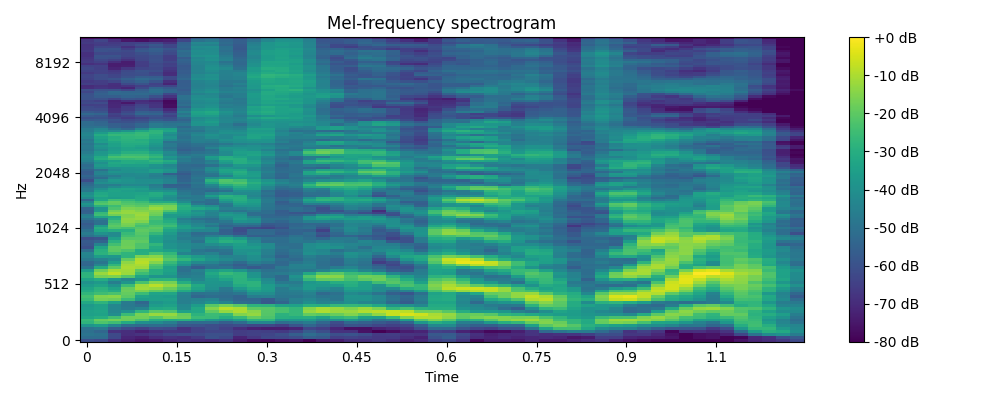 Mel-frequency spectrogram
8192
4096
2048
1024
512
0
Hz
0
0.15
0.3
0.45
0.6
0.75
0.9
1.1
Time
+0 dB
-10 dB
-20 dB
-30 dB
-40 dB
-50 dB
-60 dB
-70 dB
-80 dB